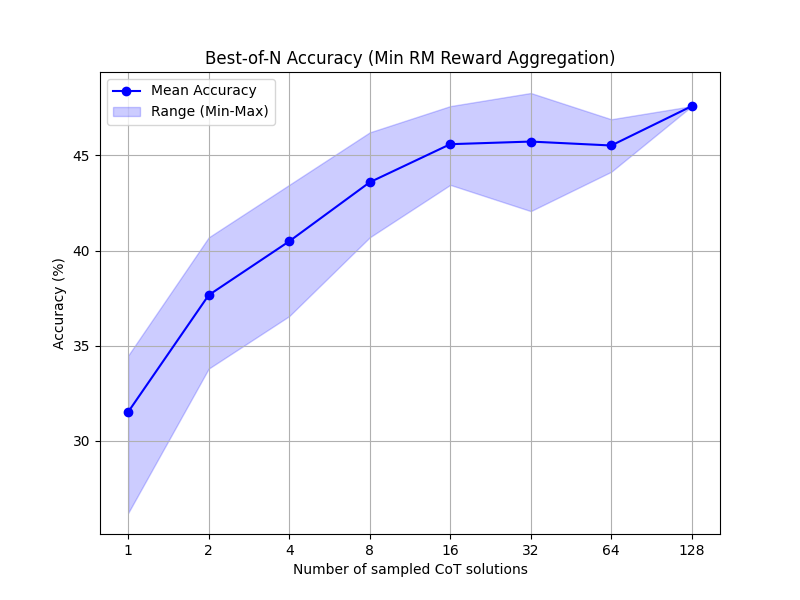 Best-of-N Accuracy (Min RM Reward Aggregation)
Mean Accuracy
Range (Min-Max)
Accuracy (%)
45
40
35
30
1 2 4 8 16 32 64 128
Number of sampled CoT solutions